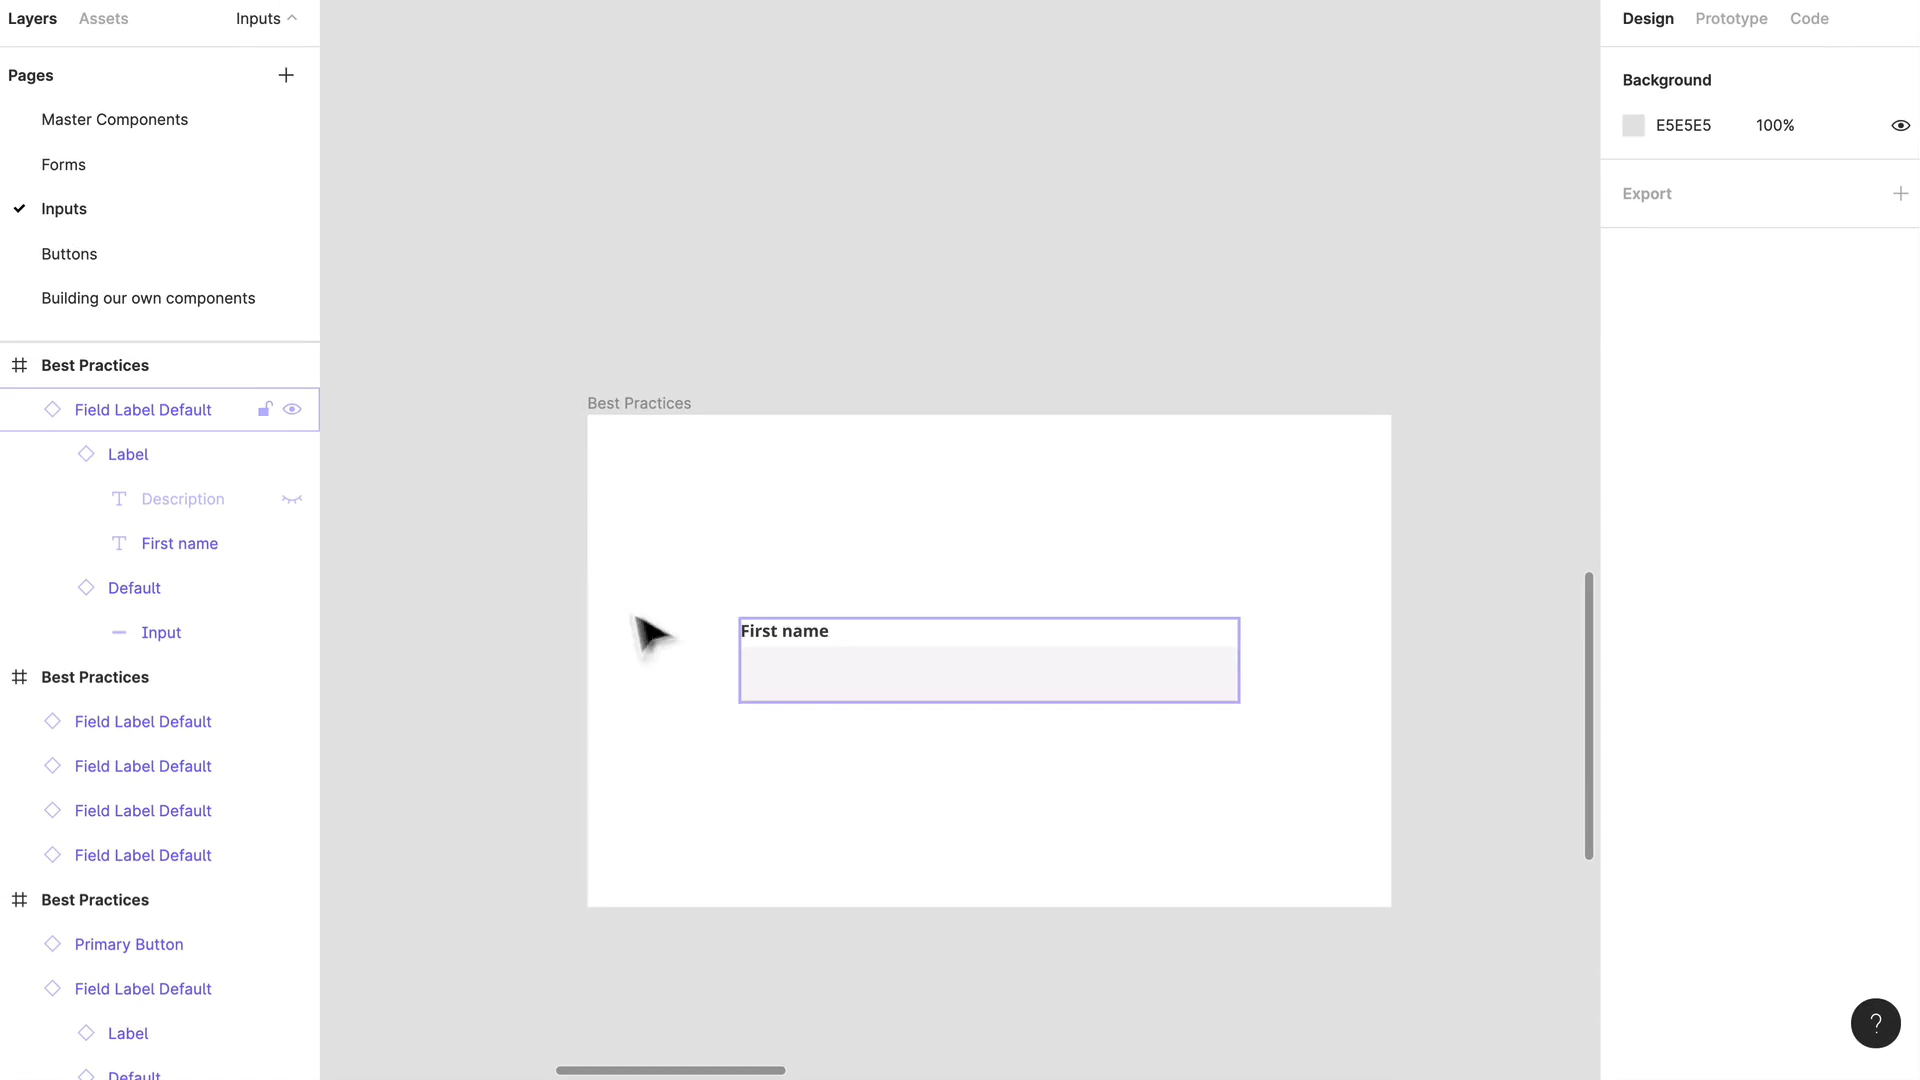 Layers Assets Inputs
Pages
Master Components
Forms
Inputs
Buttons
Building our own components
Best Practices
Field Label Default
Label
Description
First name
Default
Input
Best Practices
Field Label Default
Field Label Default
Field Label Default
Field Label Default
Best Practices
Primary Button
Field Label Default
Label
Default
Best Practices
First name
Design Prototype Code
Background
E5E5E5 100%
Export
?